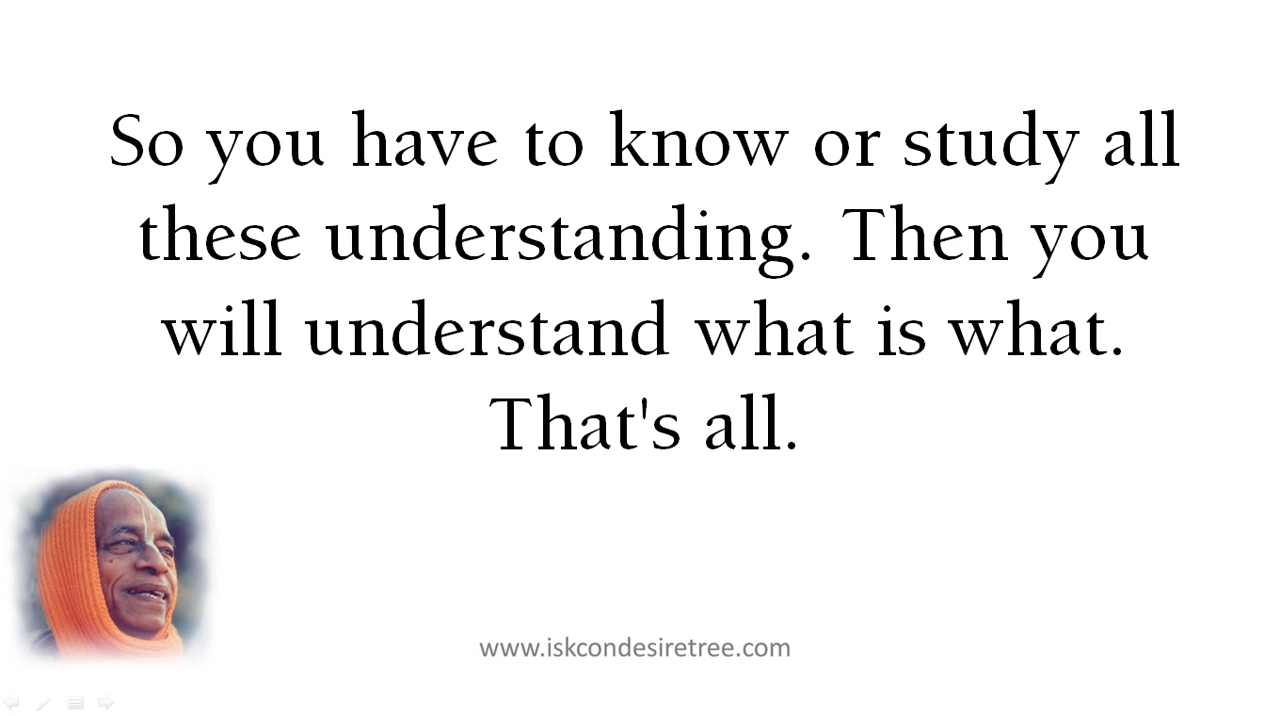 So you have to know or study all
these understanding. Then you
will understand what is what.
That's all.
www.iskcondesiretree.com